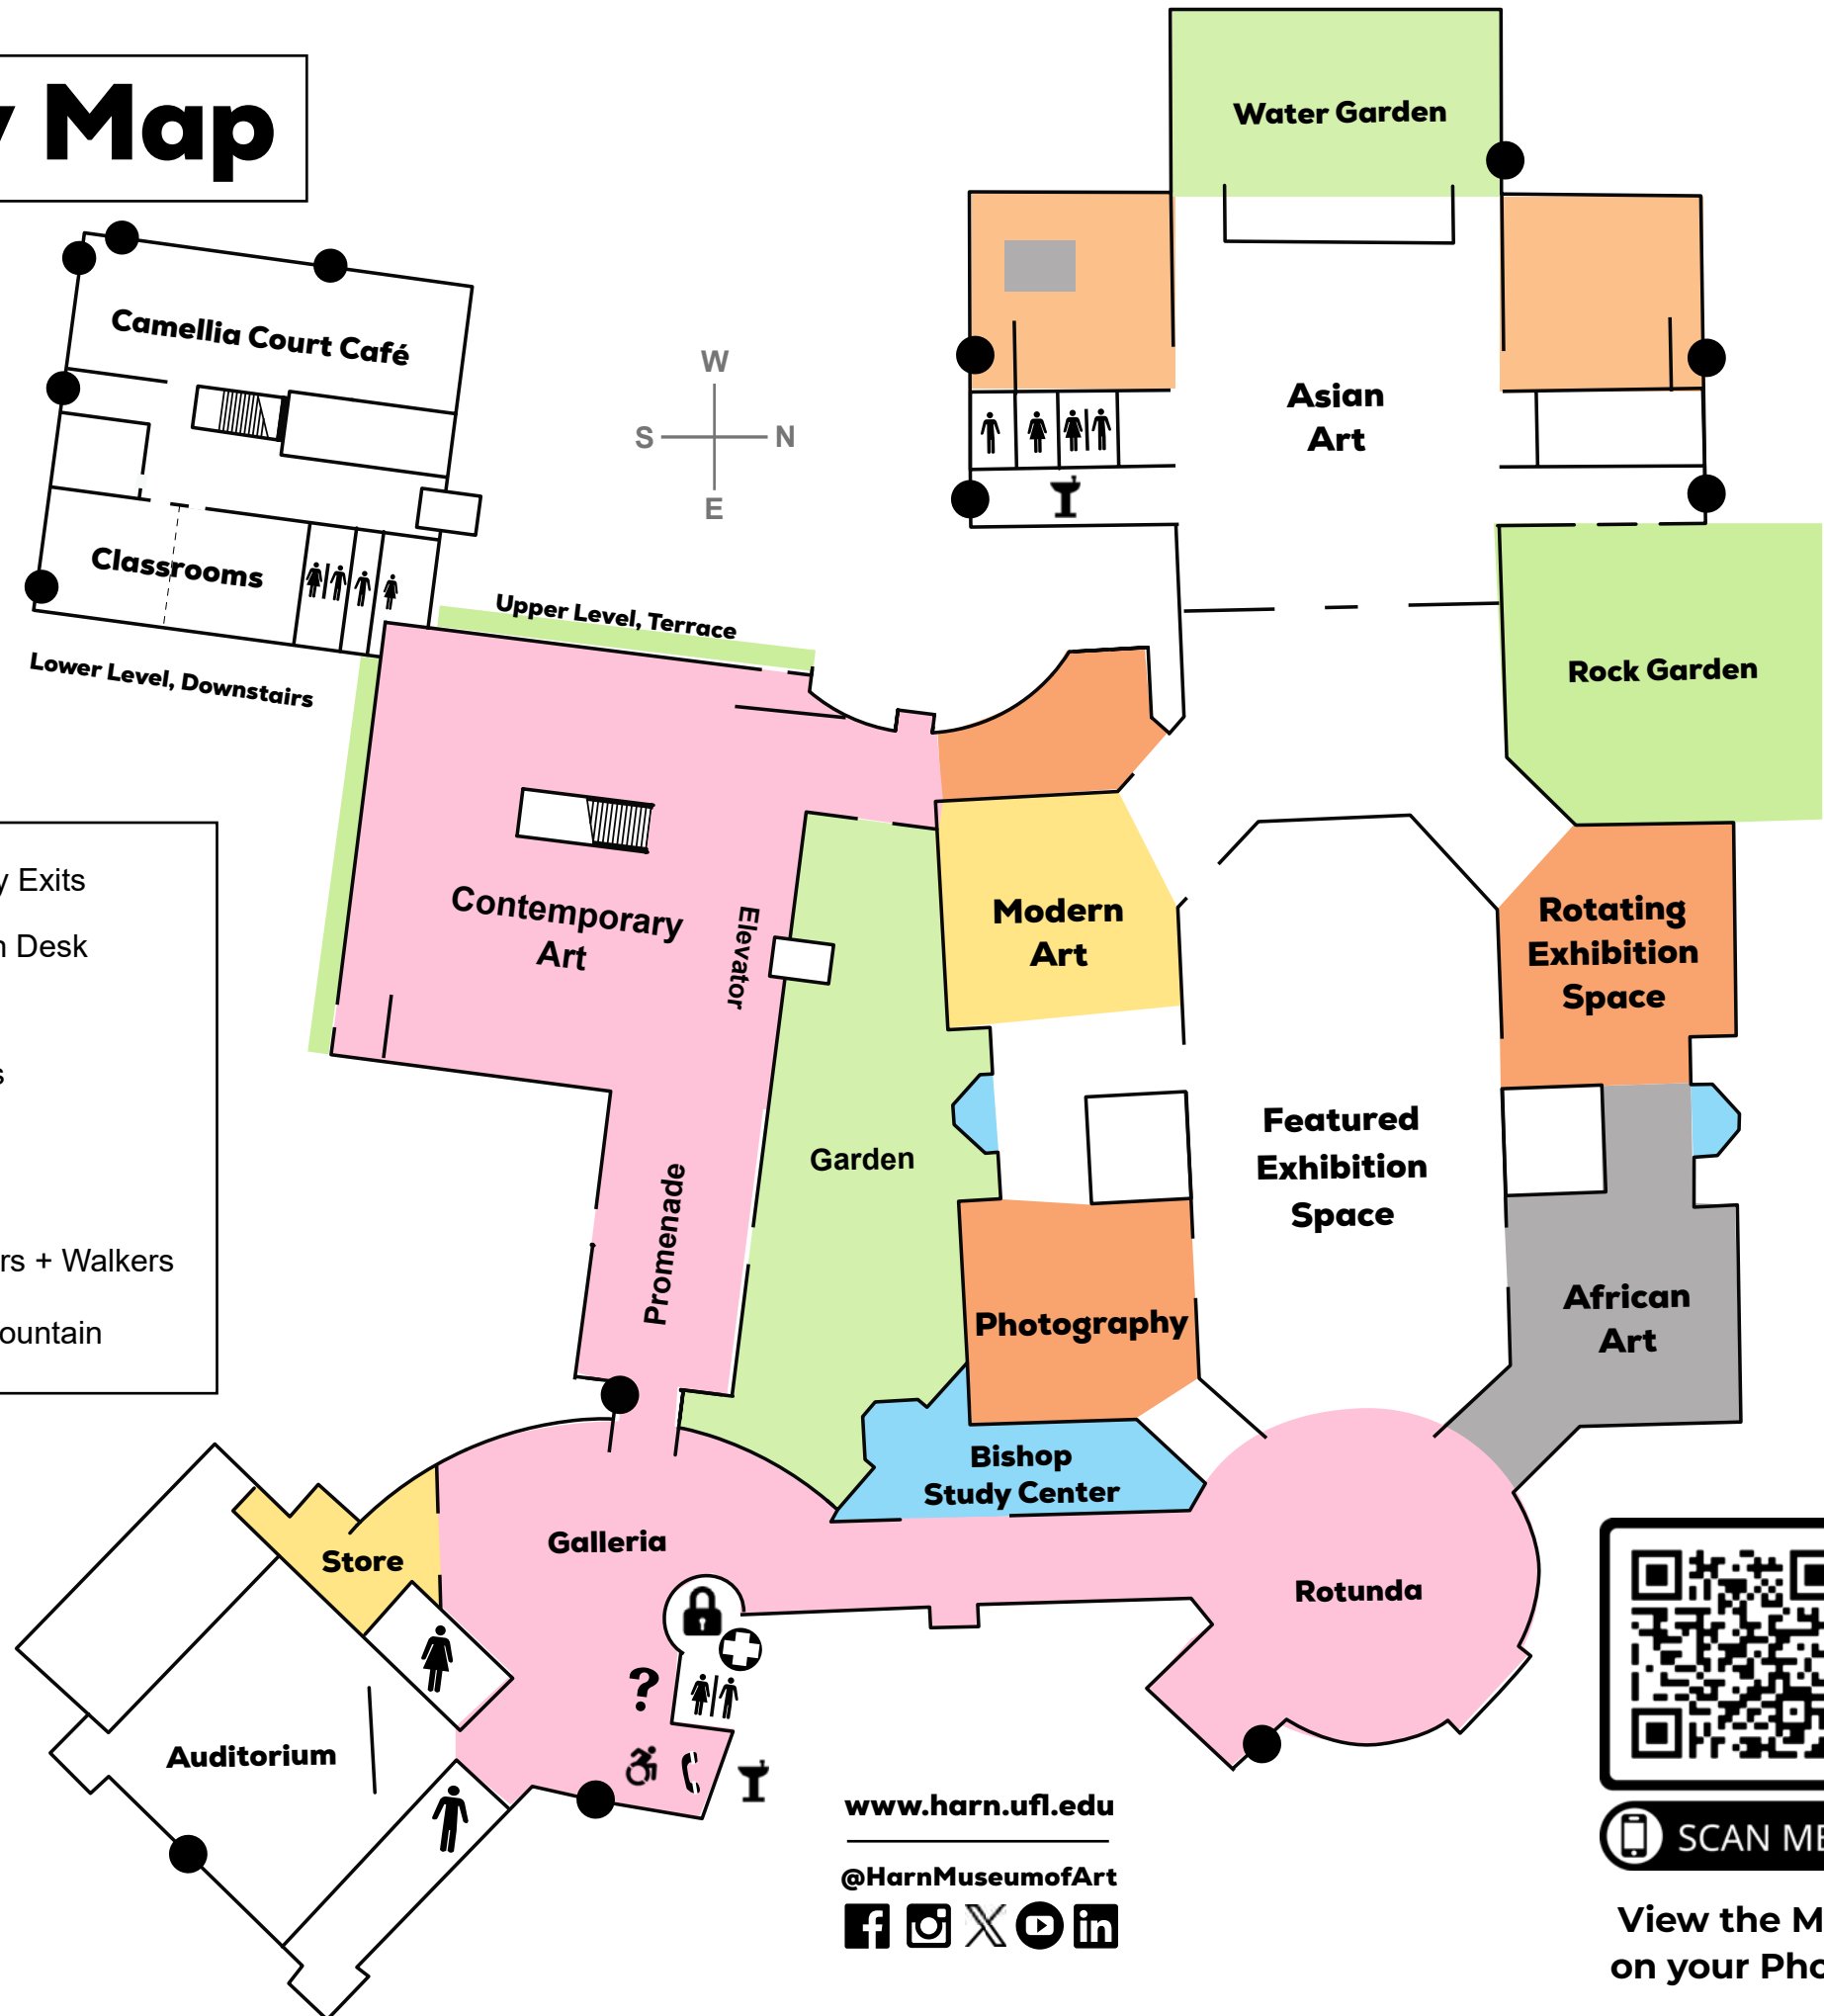 Map
Water Garden
Camellia Court Café
W
S
N
E
Asian
Art
Classrooms
Upper Level, Terrace
Lower Level, Downstairs
Rock Garden
Exits
Desk
rs + Walkers
ountain
Contemporary
Art
Elevator
Modern
Art
Rotating
Exhibition
Space
Garden
Featured
Exhibition
Space
Promenade
Photography
African
Art
Bishop
Study Center
Galleria
Store
Rotunda
?
Auditorium
www.harn.ufl.edu
@HarnMuseumofArt
SCAN ME
View the M
on your Pho